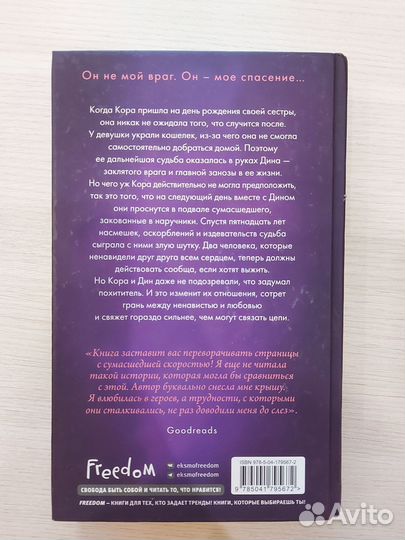 Он не мой враг. Он – мое спасение...
Когда Кора пришла на день рождения своей сестры,
она никак не ожидала того, что случится после.
У девушки украли кошелек, из-за чего она не смогла
самостоятельно добраться домой. Поэтому
ее дальнейшая судьба оказалась в руках Дина —
заклятого врага и главной занозы в ее жизни.
Но чего уж Кора действительно не могла предположить,
так это того, что на следующий день вместе с Дином
они проснутся в подвале сумасшедшего,
закованные в наручники. Спустя пятнадцать лет
насмешек, оскорблений и издевательств судьба
сыграла с ними злую шутку. Два человека, которые
ненавидели друг друга всем сердцем, теперь должны
действовать сообща, если хотят выжить.
Но Кора и Дин даже не подозревали, что задумал
похититель. И это изменит их отношения, сотрет
грань между ненавистью и любовью
и свяжет гораздо сильнее, чем могут связать цепи.
«Книга заставит вас переворачивать страницы
с сумасшедшей скоростью! Я еще не читала
такой истории, которая могла бы сравниться
с этой. Автор буквально снесла мне крышу.
Я влюбилась в героев, а трудности, с которыми
они сталкивались, не раз доводили меня до слез».
Goodreads
Freedom
eksmofreedom
eksmofreedom
СВОБОДА БЫТЬ СОБОЙ И ЧИТАТЬ ТО, ЧТО НРАВИТСЯ!
FREEDOM – КНИГИ ДЛЯ ТЕХ, КТО ЗАДАЕТ ТРЕНДЫ! КНИГИ, КОТОРЫЕ ВЫБИРАЕШЬ ТЫ!
ISBN 978-5-04-179567-2
9 785041 795672
Avito